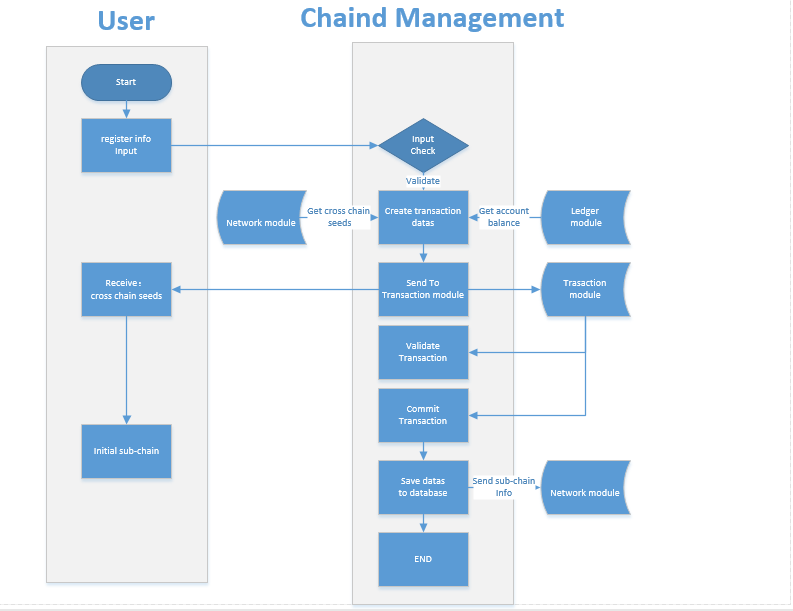 User
Chaind Management
Start
register info
Input
Input
Check
Validate
Network module
Get cross chain
seeds
Create transaction
datas
Get account
balance
Ledger
module
Receive：
cross chain seeds
Send To
Transaction module
Trasaction
module
Validate
Transaction
Commit
Transaction
Initial sub-chain
Save datas
to database
Send sub-chain
Info
Network module
END